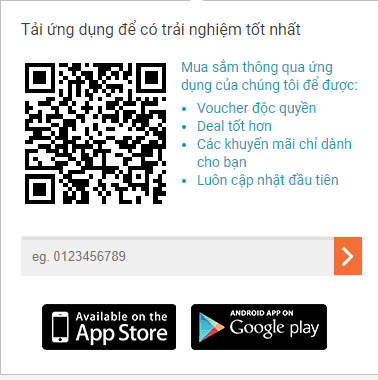 Tải ứng dụng để có trải nghiệm tốt nhất
Mua sắm thông qua ứng
dụng của chúng tôi để được:
• Voucher độc quyền
• Deal tốt hơn
• Các khuyến mãi chỉ dành
cho bạn
• Luôn cập nhật đầu tiên
eg. 0123456789
Available on the
App Store
ANDROID APP ON
Google play